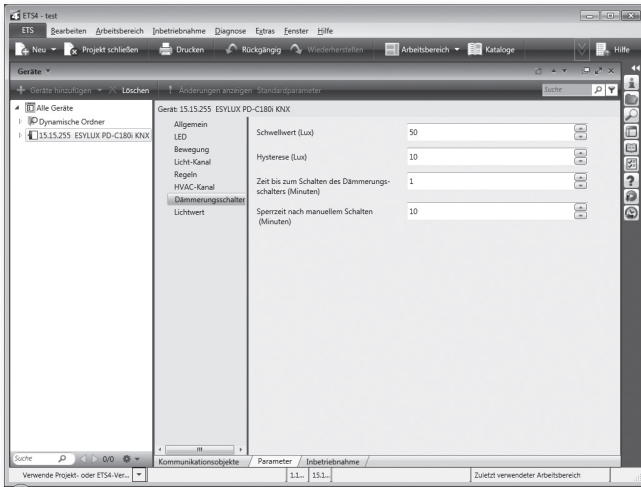 ETS4 - test
ETS Bearbeiten Arbeitsbereich Inbetriebnahme Diagnose Extras Fenster Hilfe
Neu Projekt schließen Drucken Rückgängig Wiederherstellen Arbeitsbereich Kataloge Hilfe
Geräte
Geräte hinzufügen Löschen Änderungen anzeigen Standardparameter Suche
Alle Geräte
Dynamische Ordner
15.15.255 ESYLUX PD-C180i KNX
Gerät: 15.15.255 ESYLUX PD-C180i KNX
Allgemein
LED
Bewegung
Licht-Kanal
Regeln
HVAC-Kanal
Dämmerungsschalter
Lichtwert
Schwellwert (Lux) 50
Hysterese (Lux) 10
Zeit bis zum Schalten des Dämmerungs-
schalters (Minuten) 1
Sperrzeit nach manuellem Schalten
(Minuten) 10
Suche 0/0
Kommunikationsobjekte Parameter Inbetriebnahme
Verwende Projekt- oder ETS4-Ver... 1.1... 15.1... Zuletzt verwendeter Arbeitsbereich